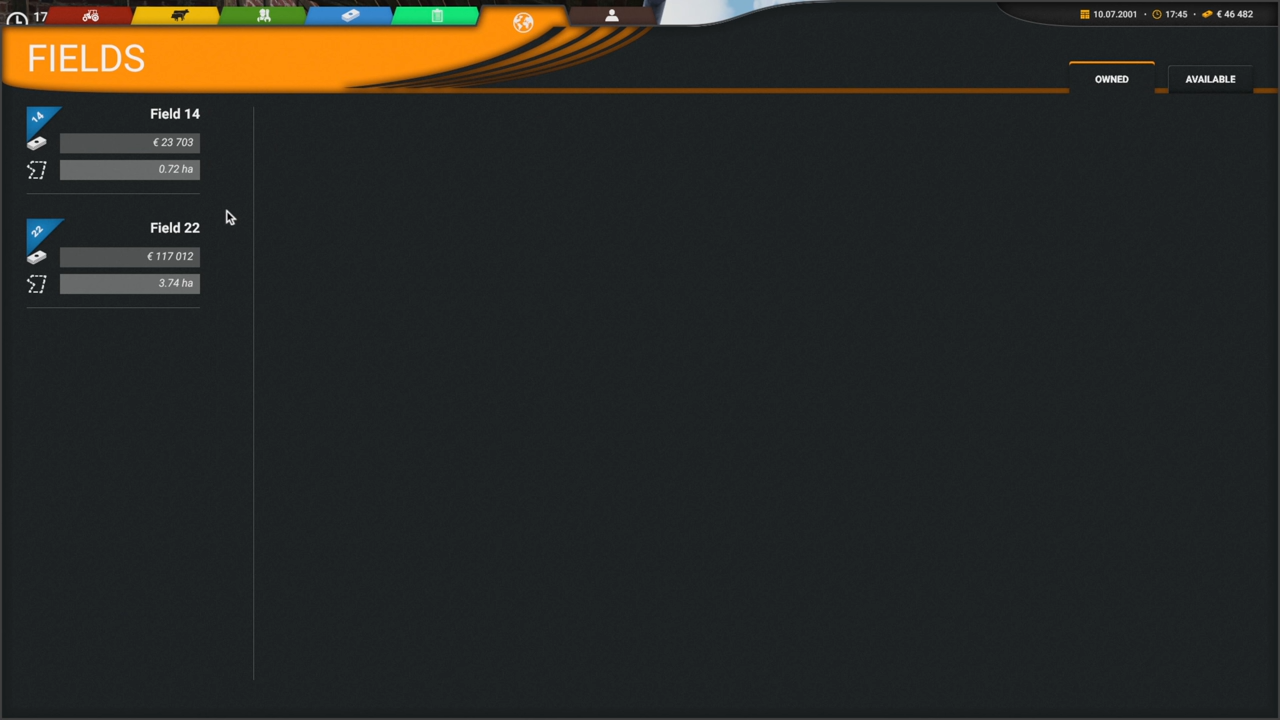 17
10.07.2001 • 17:45 • € 46 482
FIELDS
OWNED
AVAILABLE
14
Field 14
€ 23 703
0.72 ha
22
Field 22
€ 117 012
3.74 ha